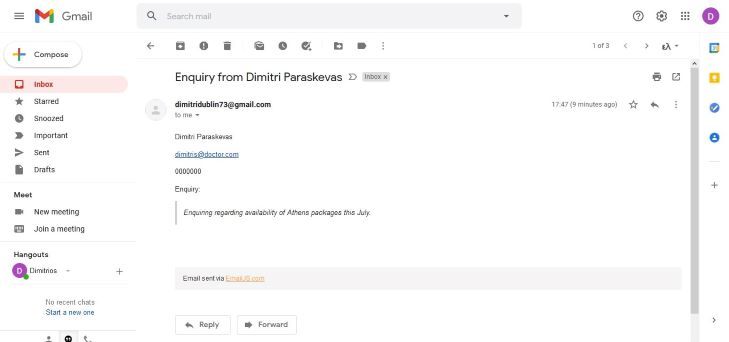 Gmail
Search mail
D
Compose
1 of 3
Inbox
Starred
Snoozed
Important
Sent
Drafts
Meet
New meeting
Join a meeting
Hangouts
D
Dimitrios
No recent chats
Start a new one
Enquiry from Dimitri Paraskevas
Inbox x
dimitridublin73@gmail.com
17:47 (9 minutes ago)
to me
Dimitri Paraskevas
dimitris@doctor.com
0000000
Enquiry:
Enquiring regarding availability of Athens packages this July.
Email sent via EmailJS.com
Reply
Forward